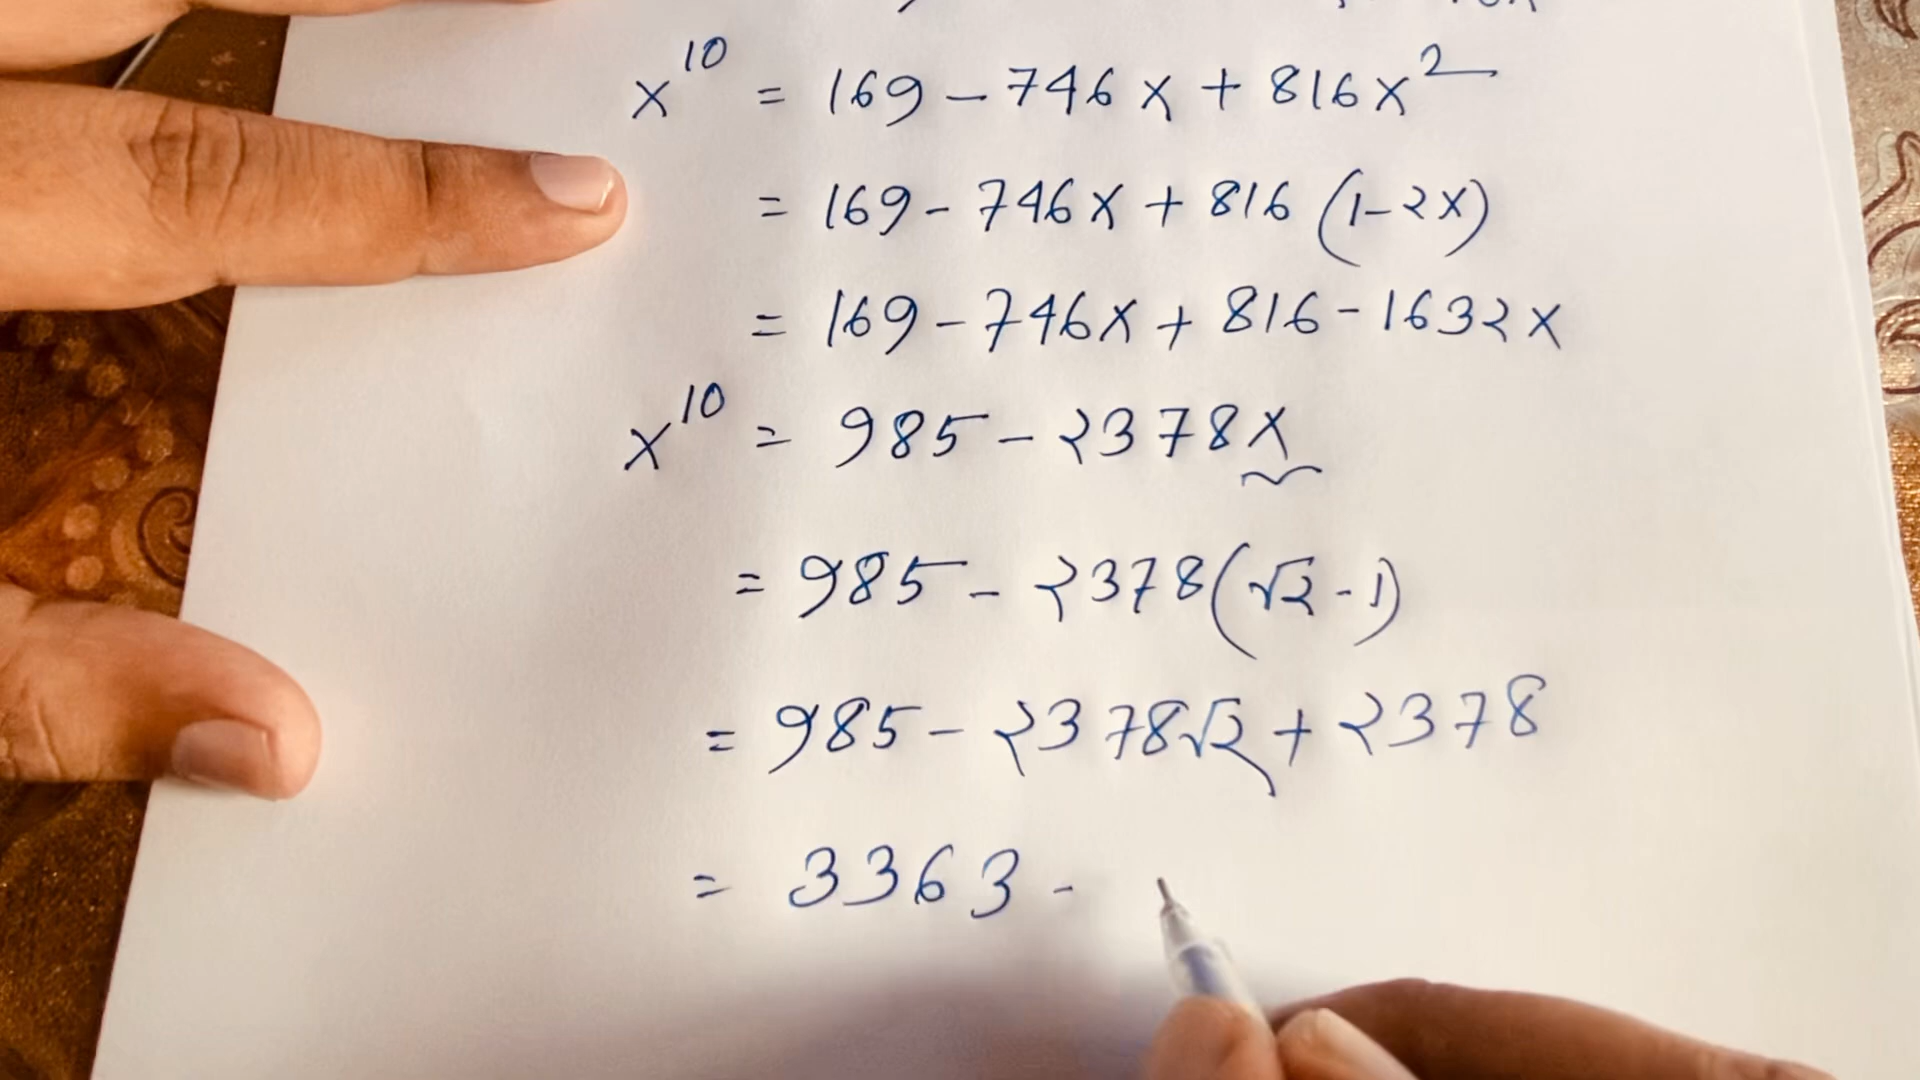 x^10 = 169 - 746x + 816x^2
= 169 - 746x + 816 (1 - 2x)
= 169 - 746x + 816 - 1632x
x^10 = 985 - 2378x
= 985 - 2378(√2 - 1)
= 985 - 2378√2 + 2378
= 3363 -